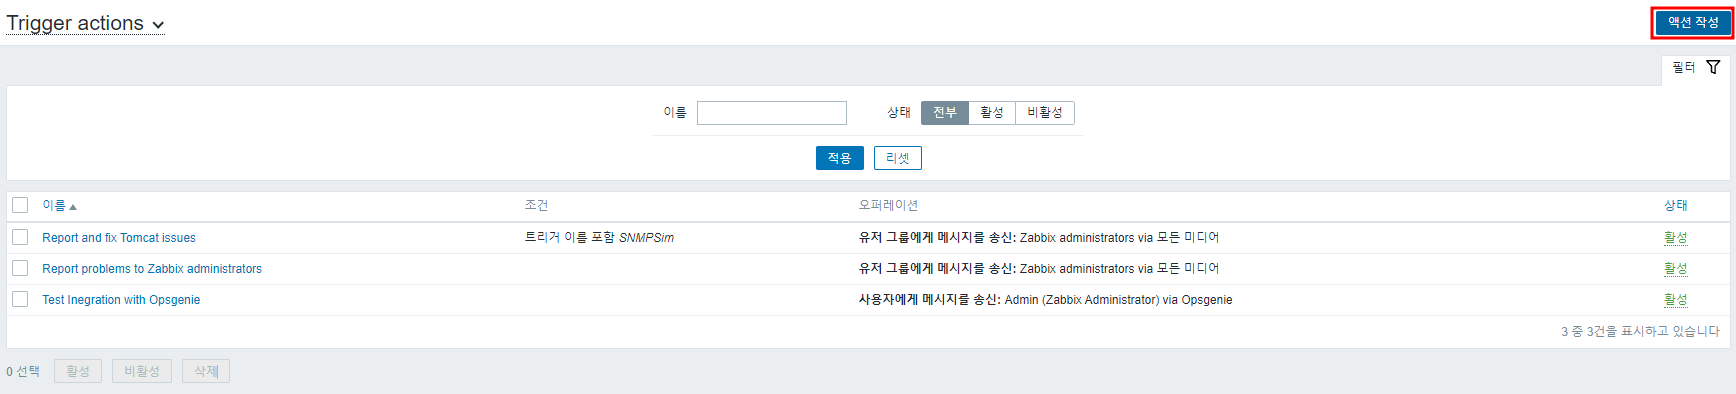 Trigger actions
액션 작성
필터
이름 상태 전부 활성 비활성
적용 리셋
이름 조건 오퍼레이션 상태
Report and fix Tomcat issues 트리거 이름 포함 SNMPSim 유저 그룹에게 메시지를 송신: Zabbix administrators via 모든 미디어 활성
Report problems to Zabbix administrators 유저 그룹에게 메시지를 송신: Zabbix administrators via 모든 미디어 활성
Test Inegration with Opsgenie 사용자에게 메시지를 송신: Admin (Zabbix Administrator) via Opsgenie 활성
3 중 3건을 표시하고 있습니다
0 선택 활성 비활성 삭제